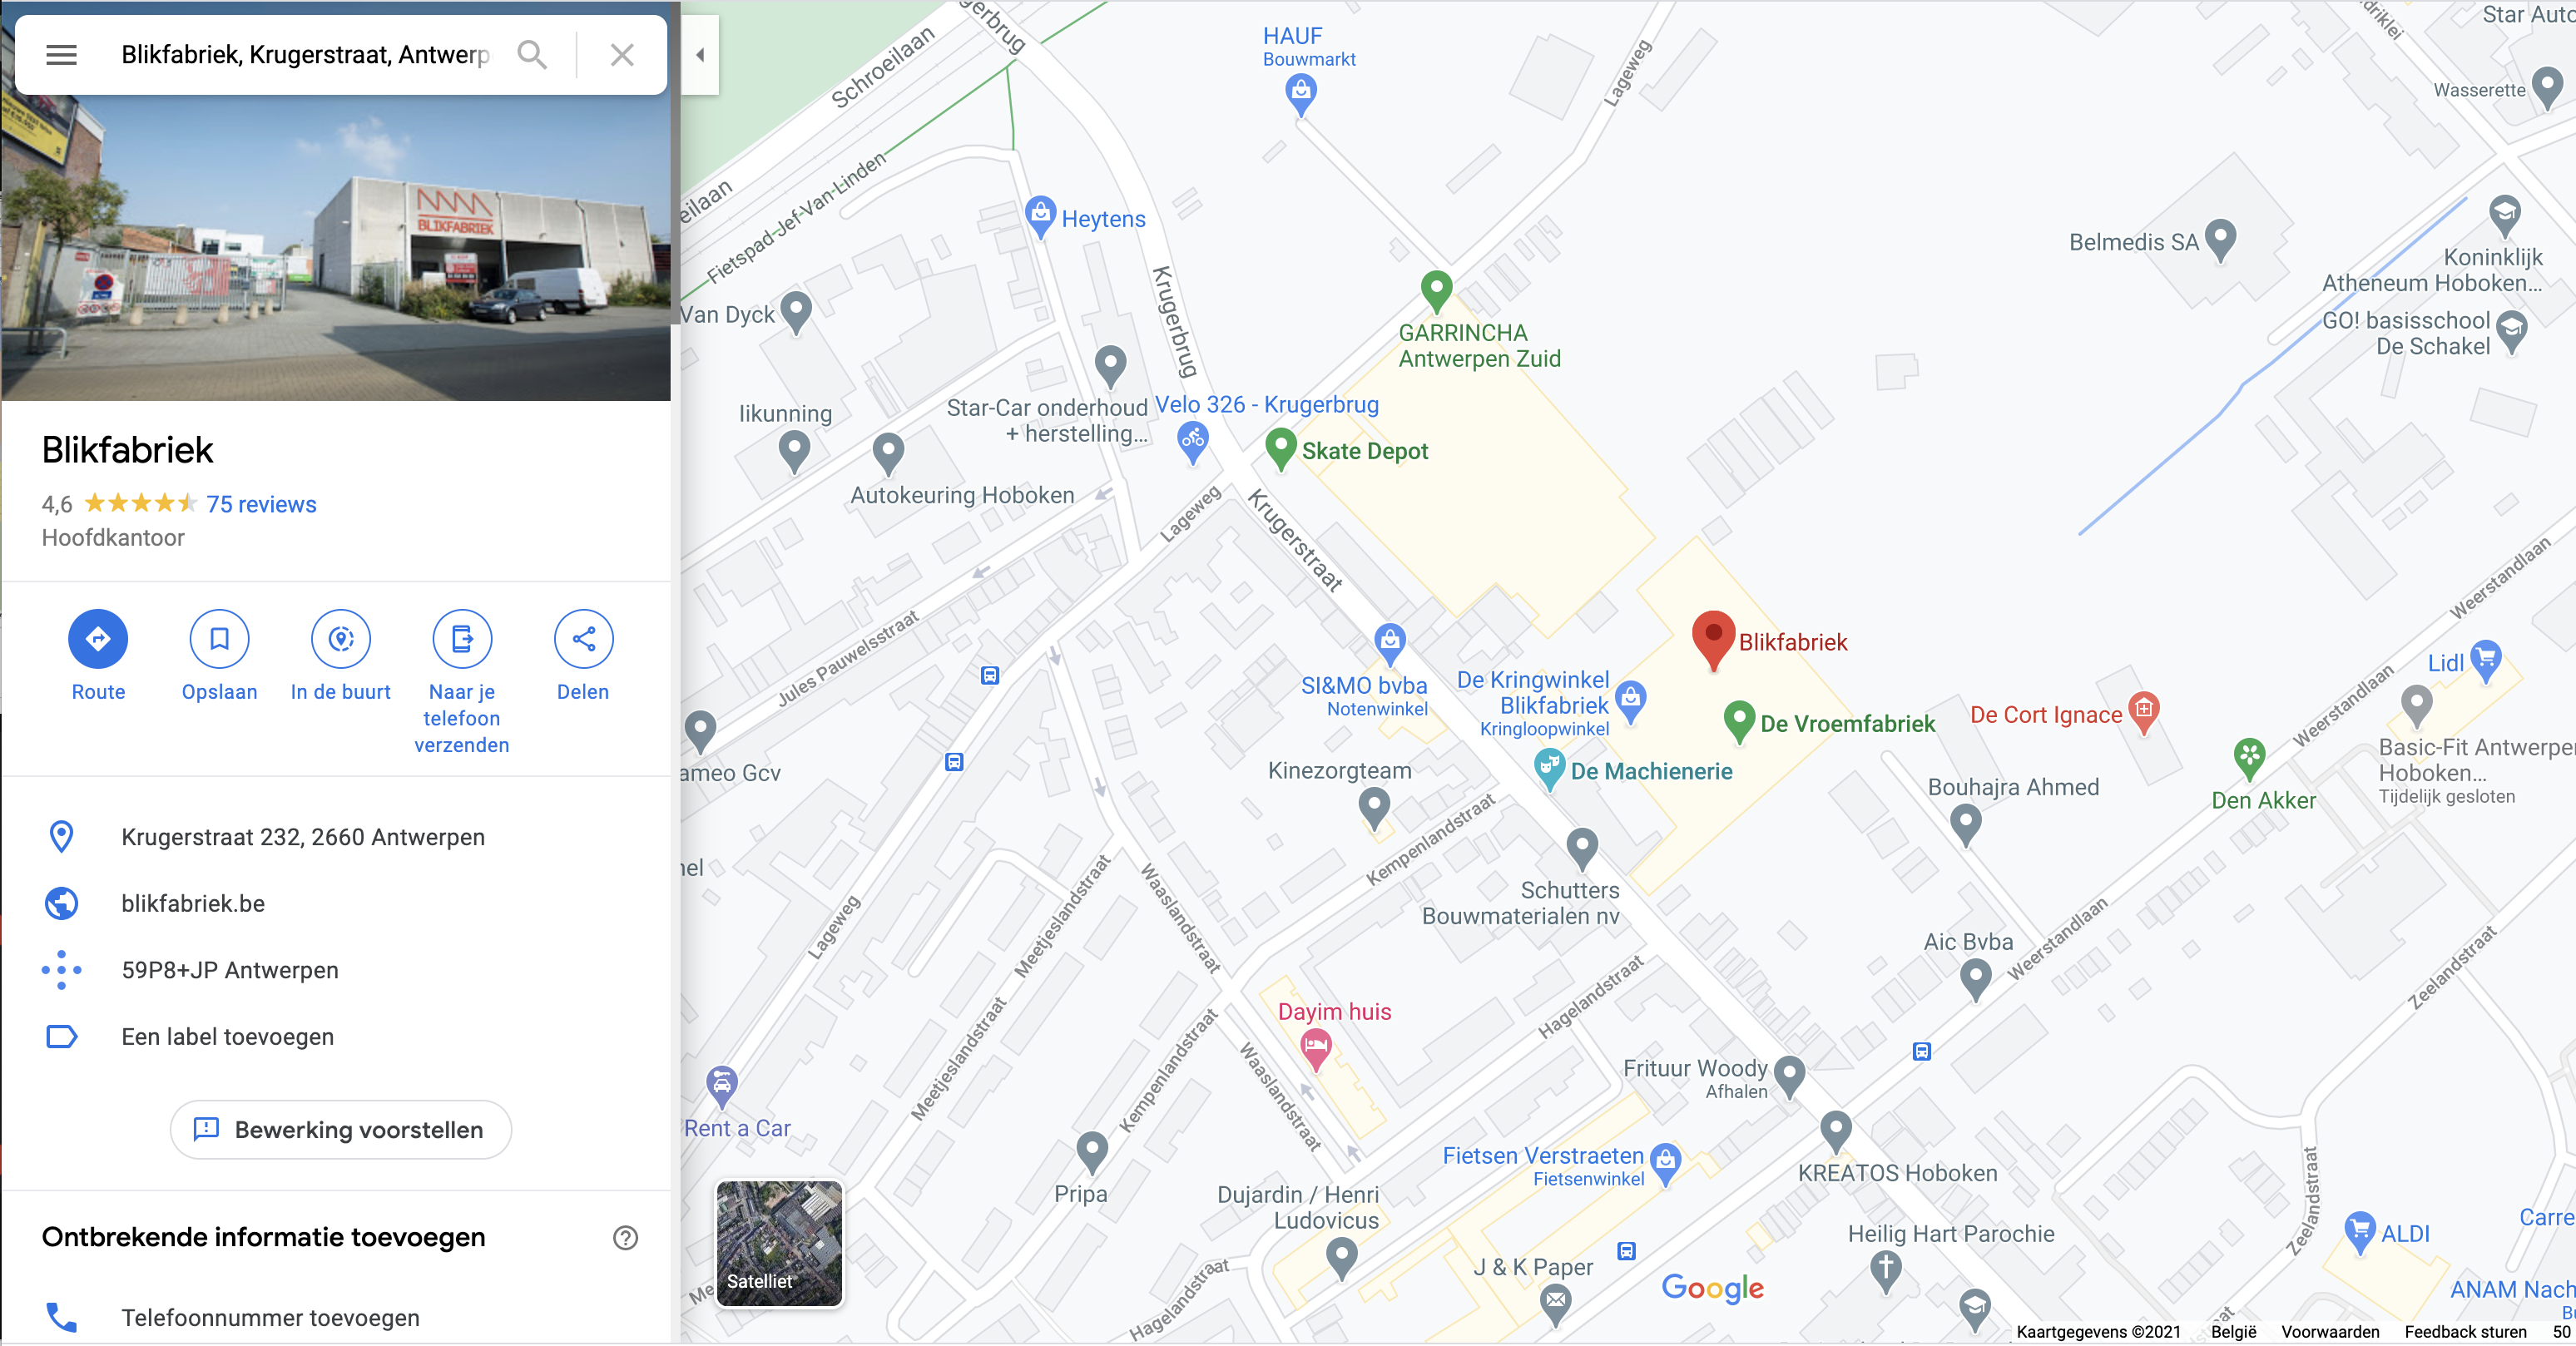 Blikfabriek, Krugerstraat, Antwerp
BLIKFABRIEK
Blikfabriek
4,6
75 reviews
Hoofdkantoor
Route
Opslaan
In de buurt
Naar je
telefoon
verzenden
Delen
Krugerstraat 232, 2660 Antwerpen
blikfabriek.be
59P8+JP Antwerpen
Een label toevoegen
Bewerking voorstellen
Ontbrekende informatie toevoegen
Telefoonnummer toevoegen
Satelliet
gerbrug
Schroeilaan
eilaan
Fietspad-Jef-Van-Linden
HAUF
Bouwmarkt
Lageweg
driklei
Star Auto
Wasserette
Heytens
Krugerbrug
Van Dyck
GARRINCHA
Antwerpen Zuid
Belmedis SA
Koninklijk
Atheneum Hoboken...
GO! basisschool
De Schakel
likunning
Star-Car onderhoud
+ herstelling...
Velo 326 - Krugerbrug
Skate Depot
Autokeuring Hoboken
Lageweg
Krugerstraat
Jules Pauwelsstraat
Weerstandlaan
Blikfabriek
SI&MO bvba
Notenwinkel
De Kringwinkel
Blikfabriek
Kringloopwinkel
De Vroemfabriek
De Cort Ignace
Lidl
Weerstandlaan
Basic-Fit Antwerpe
Hoboken...
Tijdelijk gesloten
ameo Gcv
Kinezorgteam
De Machienerie
Bouhajra Ahmed
Den Akker
nel
Kempenlandstraat
Schutters
Bouwmaterialen nv
Lageweg
Meetjeslandstraat
Waaslandstraat
Aic Bvba
Weerstandlaan
Zeelandstraat
Hagelandstraat
Dayim huis
Meetjeslandstraat
Kempenlandstraat
Waaslandstraat
Frituur Woody
Afhalen
Rent a Car
Fietsen Verstraeten
Fietsenwinkel
KREATOS Hoboken
Pripa
Dujardin / Henri
Ludovicus
Zeelandstraat
Heilig Hart Parochie
Carre
ALDI
J & K Paper
Me
Hagelandstraat
Google
ANAM Nach
Bu
straat
Kaartgegevens ©2021 België Voorwaarden Feedback sturen 50